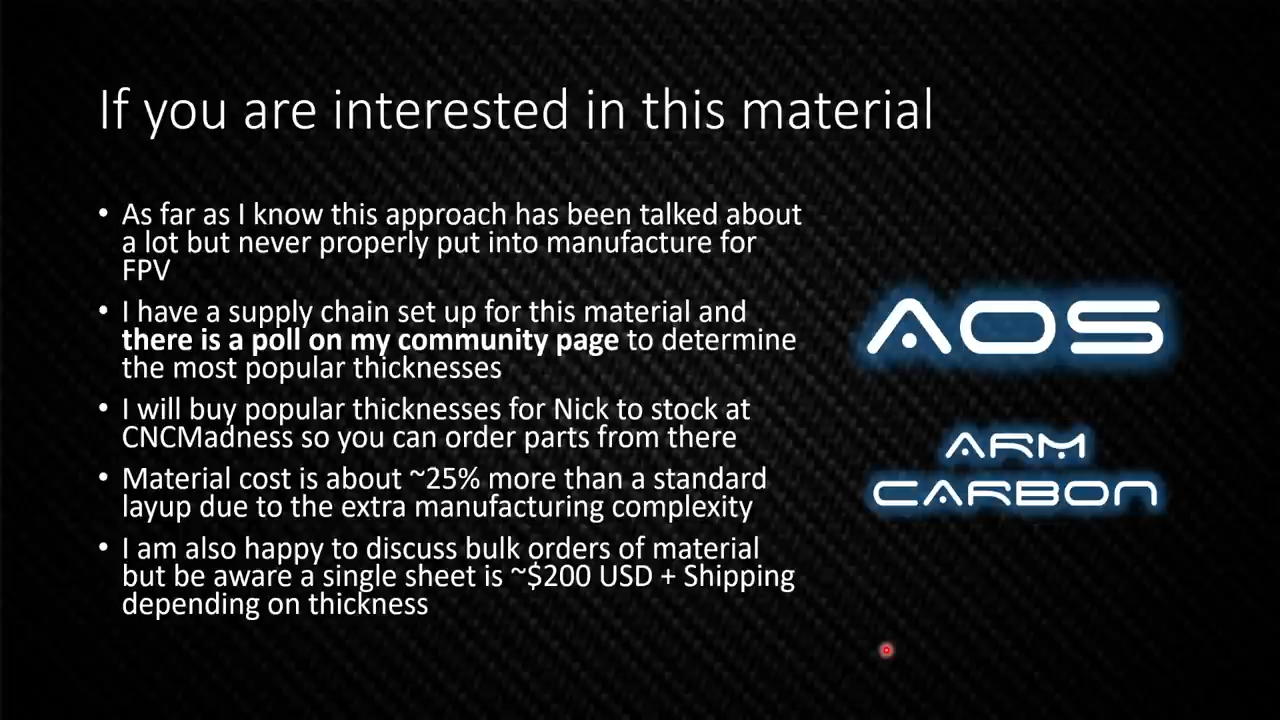 If you are interested in this material
• As far as I know this approach has been talked about
a lot but never properly put into manufacture for
FPV
• I have a supply chain set up for this material and
there is a poll on my community page to determine
the most popular thicknesses
• I will buy popular thicknesses for Nick to stock at
CNCMadness so you can order parts from there
• Material cost is about ~25% more than a standard
layup due to the extra manufacturing complexity
• I am also happy to discuss bulk orders of material
but be aware a single sheet is ~$200 USD + Shipping
depending on thickness
AOS
ARM
CARBON